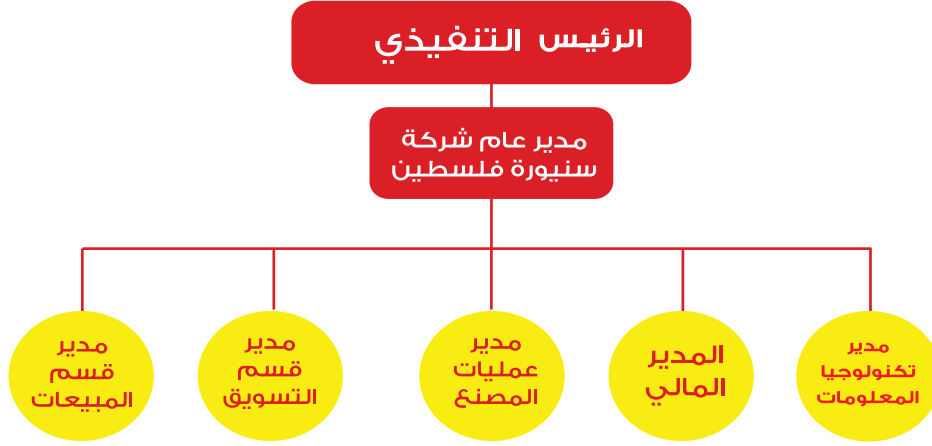 الرئيس التنفيذي
مدير عام شركة
سنيورة فلسطين
مدير
تكنولوجيا
المعلومات
المدير
المالي
مدير
عمليات
المصنع
مدير
قسم
التسويق
مدير
قسم
المبيعات